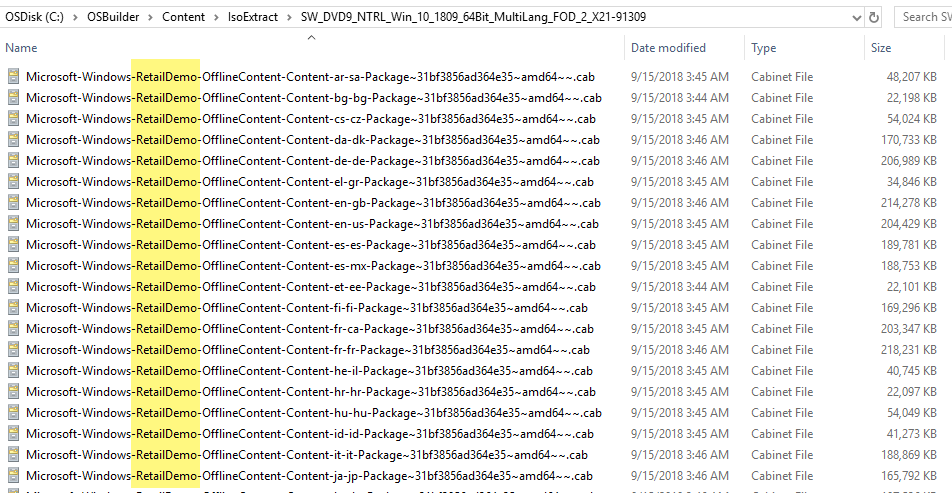 OSDisk (C:) > OSBuilder > Content > IsoExtract > SW_DVD9_NTRL_Win_10_1809_64Bit_MultiLang_FOD_2_X21-91309 Search SW
Name Date modified Type Size
Microsoft-Windows-RetailDemo-OfflineContent-Content-ar-sa-Package~31bf3856ad364e35~amd64~~.cab 9/15/2018 3:45 AM Cabinet File 48,207 KB
Microsoft-Windows-RetailDemo-OfflineContent-Content-bg-bg-Package~31bf3856ad364e35~amd64~~.cab 9/15/2018 3:44 AM Cabinet File 22,198 KB
Microsoft-Windows-RetailDemo-OfflineContent-Content-cs-cz-Package~31bf3856ad364e35~amd64~~.cab 9/15/2018 3:45 AM Cabinet File 54,024 KB
Microsoft-Windows-RetailDemo-OfflineContent-Content-da-dk-Package~31bf3856ad364e35~amd64~~.cab 9/15/2018 3:46 AM Cabinet File 170,733 KB
Microsoft-Windows-RetailDemo-OfflineContent-Content-de-de-Package~31bf3856ad364e35~amd64~~.cab 9/15/2018 3:46 AM Cabinet File 206,989 KB
Microsoft-Windows-RetailDemo-OfflineContent-Content-el-gr-Package~31bf3856ad364e35~amd64~~.cab 9/15/2018 3:45 AM Cabinet File 34,846 KB
Microsoft-Windows-RetailDemo-OfflineContent-Content-en-gb-Package~31bf3856ad364e35~amd64~~.cab 9/15/2018 3:46 AM Cabinet File 214,278 KB
Microsoft-Windows-RetailDemo-OfflineContent-Content-en-us-Package~31bf3856ad364e35~amd64~~.cab 9/15/2018 3:45 AM Cabinet File 204,429 KB
Microsoft-Windows-RetailDemo-OfflineContent-Content-es-es-Package~31bf3856ad364e35~amd64~~.cab 9/15/2018 3:45 AM Cabinet File 189,781 KB
Microsoft-Windows-RetailDemo-OfflineContent-Content-es-mx-Package~31bf3856ad364e35~amd64~~.cab 9/15/2018 3:45 AM Cabinet File 188,753 KB
Microsoft-Windows-RetailDemo-OfflineContent-Content-et-ee-Package~31bf3856ad364e35~amd64~~.cab 9/15/2018 3:44 AM Cabinet File 22,101 KB
Microsoft-Windows-RetailDemo-OfflineContent-Content-fi-fi-Package~31bf3856ad364e35~amd64~~.cab 9/15/2018 3:45 AM Cabinet File 169,296 KB
Microsoft-Windows-RetailDemo-OfflineContent-Content-fr-ca-Package~31bf3856ad364e35~amd64~~.cab 9/15/2018 3:45 AM Cabinet File 203,347 KB
Microsoft-Windows-RetailDemo-OfflineContent-Content-fr-fr-Package~31bf3856ad364e35~amd64~~.cab 9/15/2018 3:46 AM Cabinet File 218,231 KB
Microsoft-Windows-RetailDemo-OfflineContent-Content-he-il-Package~31bf3856ad364e35~amd64~~.cab 9/15/2018 3:45 AM Cabinet File 40,745 KB
Microsoft-Windows-RetailDemo-OfflineContent-Content-hr-hr-Package~31bf3856ad364e35~amd64~~.cab 9/15/2018 3:45 AM Cabinet File 22,097 KB
Microsoft-Windows-RetailDemo-OfflineContent-Content-hu-hu-Package~31bf3856ad364e35~amd64~~.cab 9/15/2018 3:45 AM Cabinet File 54,049 KB
Microsoft-Windows-RetailDemo-OfflineContent-Content-id-id-Package~31bf3856ad364e35~amd64~~.cab 9/15/2018 3:45 AM Cabinet File 41,273 KB
Microsoft-Windows-RetailDemo-OfflineContent-Content-it-it-Package~31bf3856ad364e35~amd64~~.cab 9/15/2018 3:46 AM Cabinet File 188,869 KB
Microsoft-Windows-RetailDemo-OfflineContent-Content-ja-jp-Package~31bf3856ad364e35~amd64~~.cab 9/15/2018 3:46 AM Cabinet File 165,792 KB